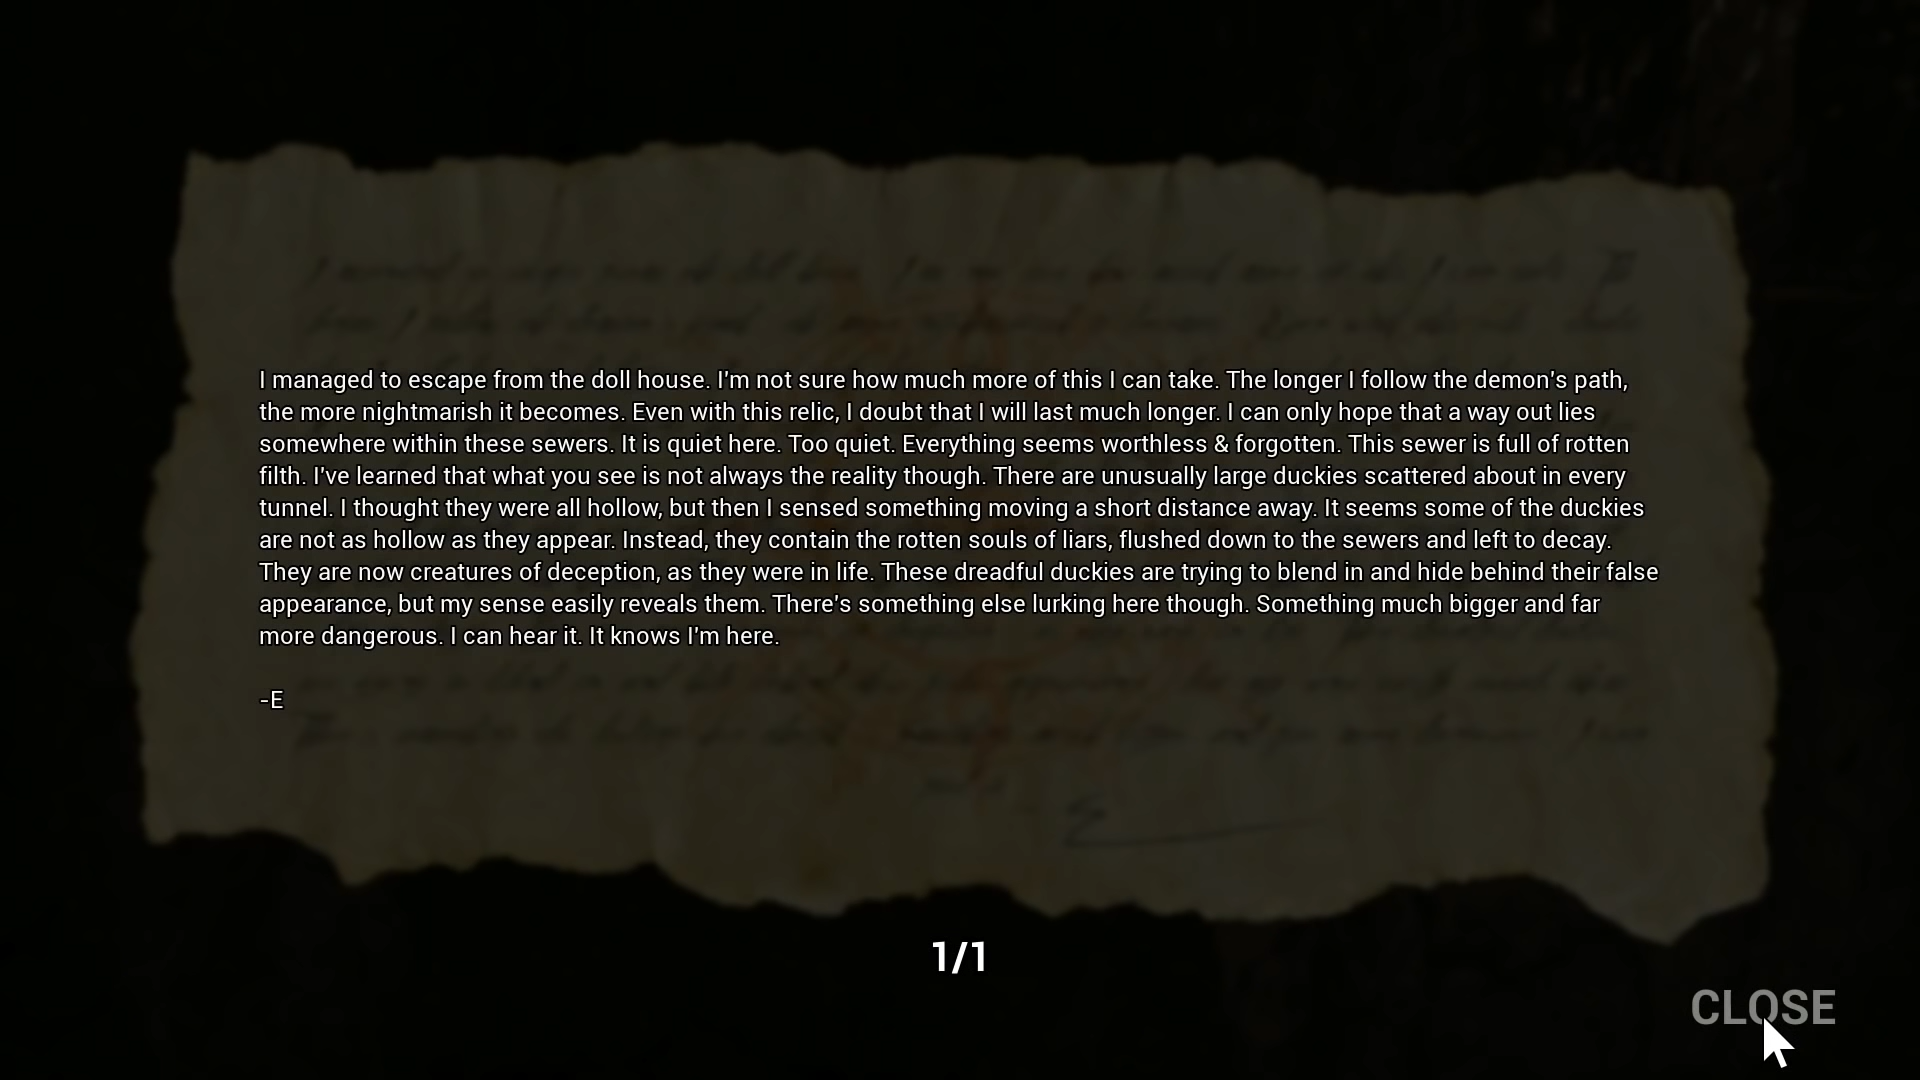 I managed to escape from the doll house. I'm not sure how much more of this I can take. The longer I follow the demon's path,
the more nightmarish it becomes. Even with this relic, I doubt that I will last much longer. I can only hope that a way out lies
somewhere within these sewers. It is quiet here. Too quiet. Everything seems worthless & forgotten. This sewer is full of rotten
filth. I've learned that what you see is not always the reality though. There are unusually large duckies scattered about in every
tunnel. I thought they were all hollow, but then I sensed something moving a short distance away. It seems some of the duckies
are not as hollow as they appear. Instead, they contain the rotten souls of liars, flushed down to the sewers and left to decay.
They are now creatures of deception, as they were in life. These dreadful duckies are trying to blend in and hide behind their false
appearance, but my sense easily reveals them. There's something else lurking here though. Something much bigger and far
more dangerous. I can hear it. It knows I'm here.
-E
1/1
CLOSE